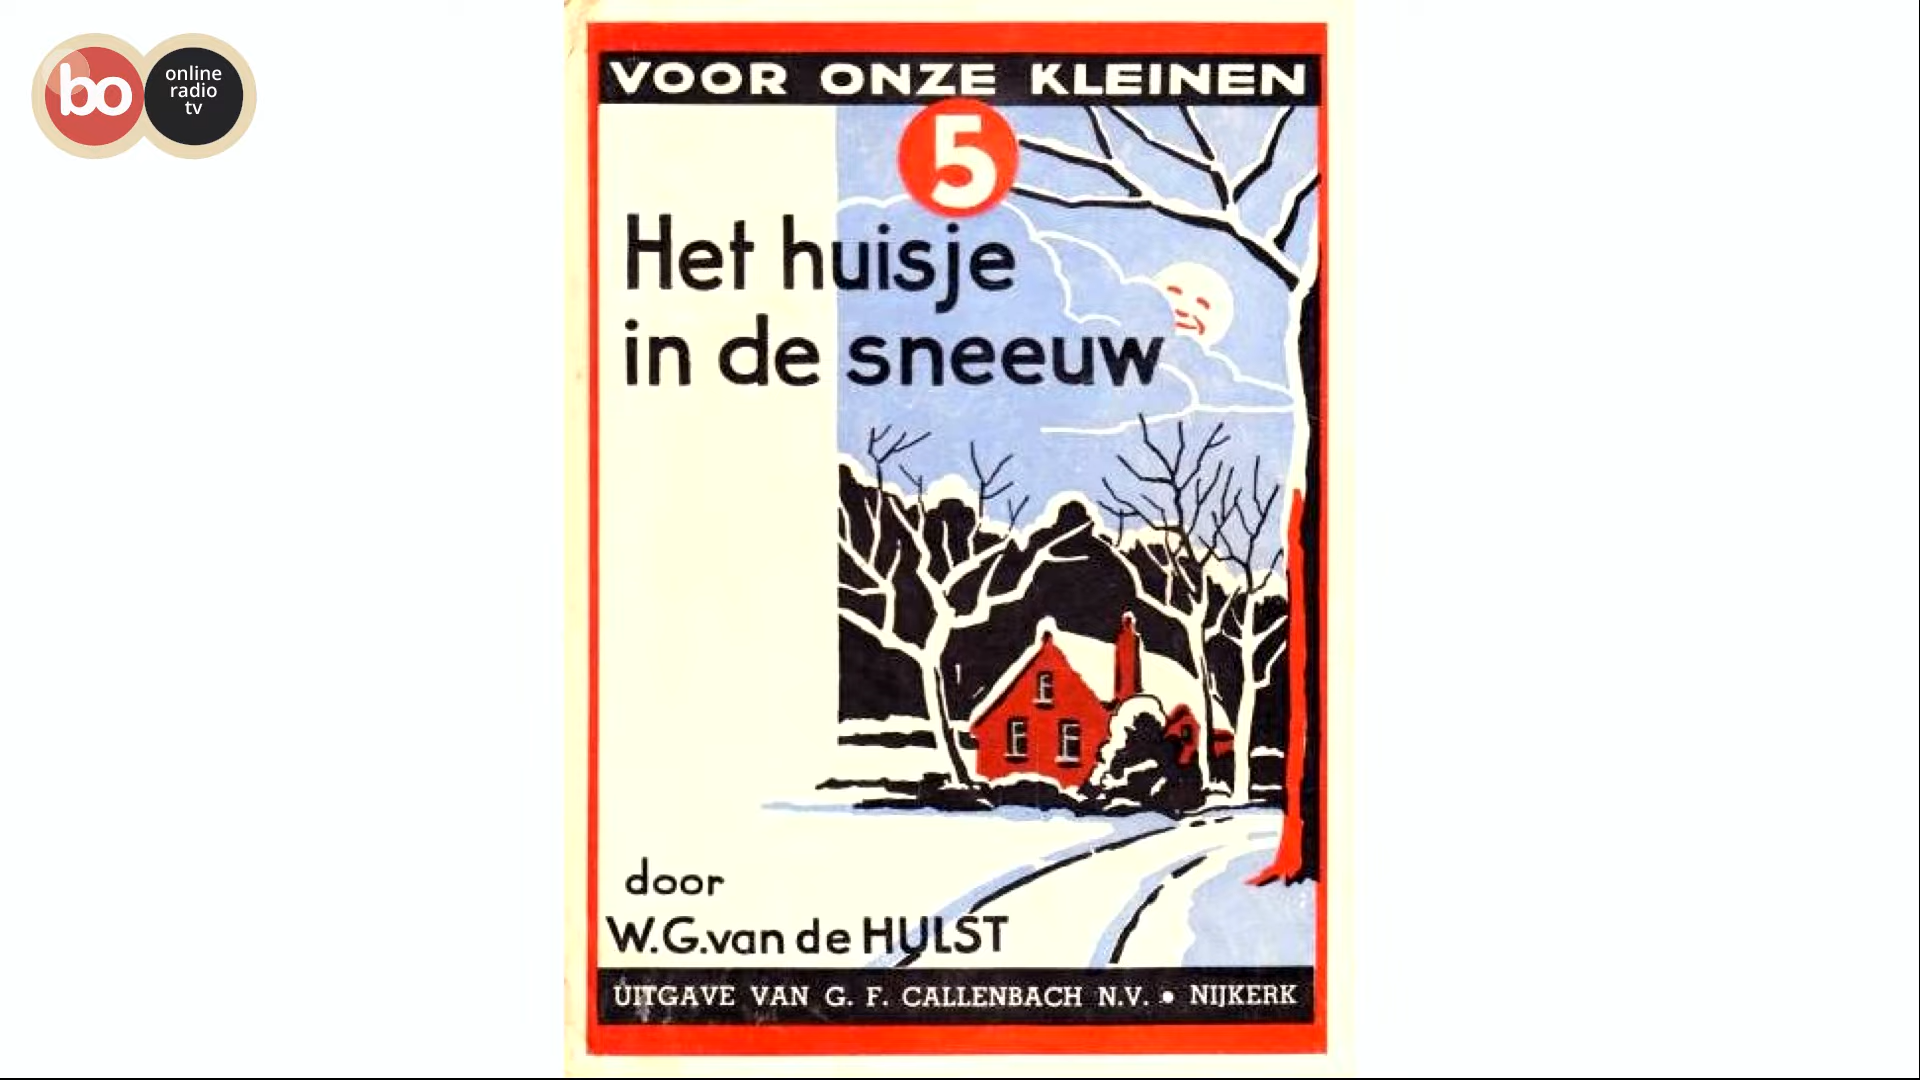 bo
online
radio
tv
VOOR ONZE KLEINEN
5
Het huisje
in de sneeuw
door
W.G. van de HULST
UITGAVE VAN G. F. CALLENBACH N.V. • NIJKERK